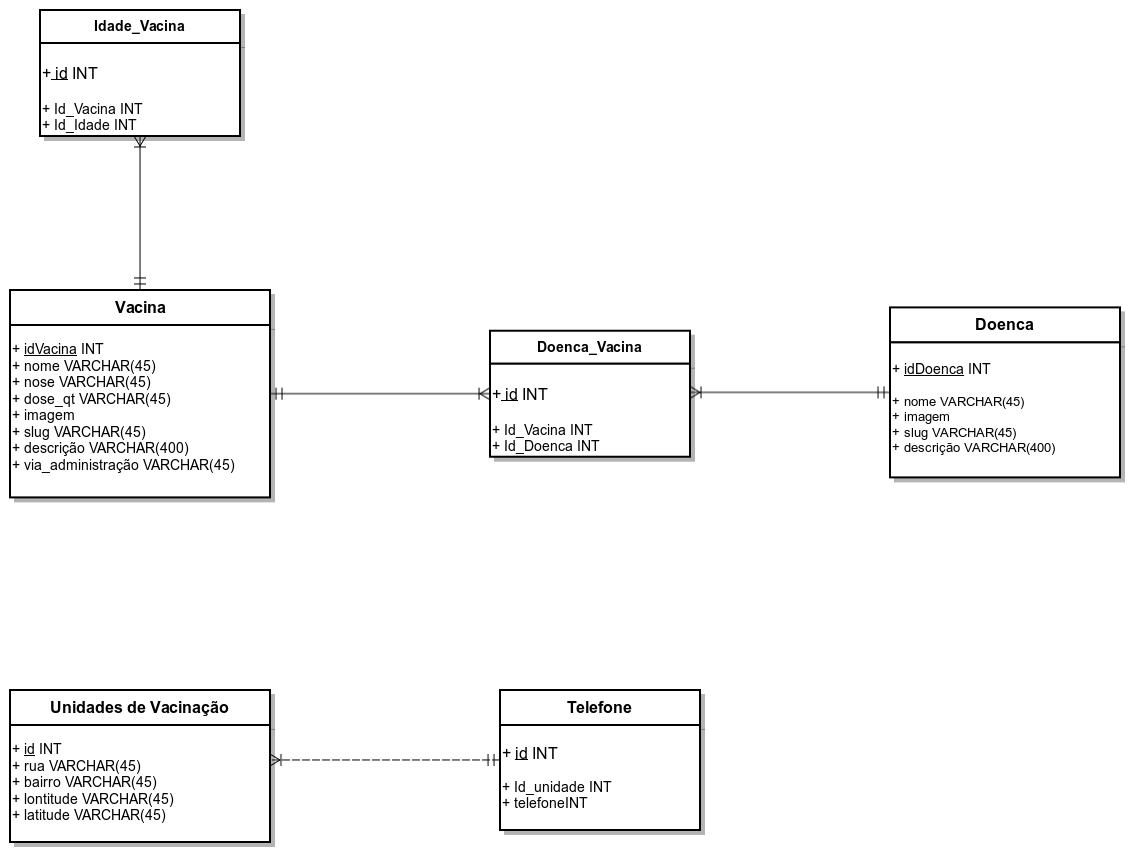 Idade_Vacina
+ id INT
+ Id_Vacina INT
+ Id_Idade INT
Vacina
+ idVacina INT
+ nome VARCHAR(45)
+ nose VARCHAR(45)
+ dose_qt VARCHAR(45)
+ imagem
+ slug VARCHAR(45)
+ descrição VARCHAR(400)
+ via_administração VARCHAR(45)
Doenca_Vacina
+ id INT
+ Id_Vacina INT
+ Id_Doenca INT
Doenca
+ idDoenca INT
+ nome VARCHAR(45)
+ imagem
+ slug VARCHAR(45)
+ descrição VARCHAR(400)
Unidades de Vacinação
+ id INT
+ rua VARCHAR(45)
+ bairro VARCHAR(45)
+ lontitude VARCHAR(45)
+ latitude VARCHAR(45)
Telefone
+ id INT
+ Id_unidade INT
+ telefoneINT